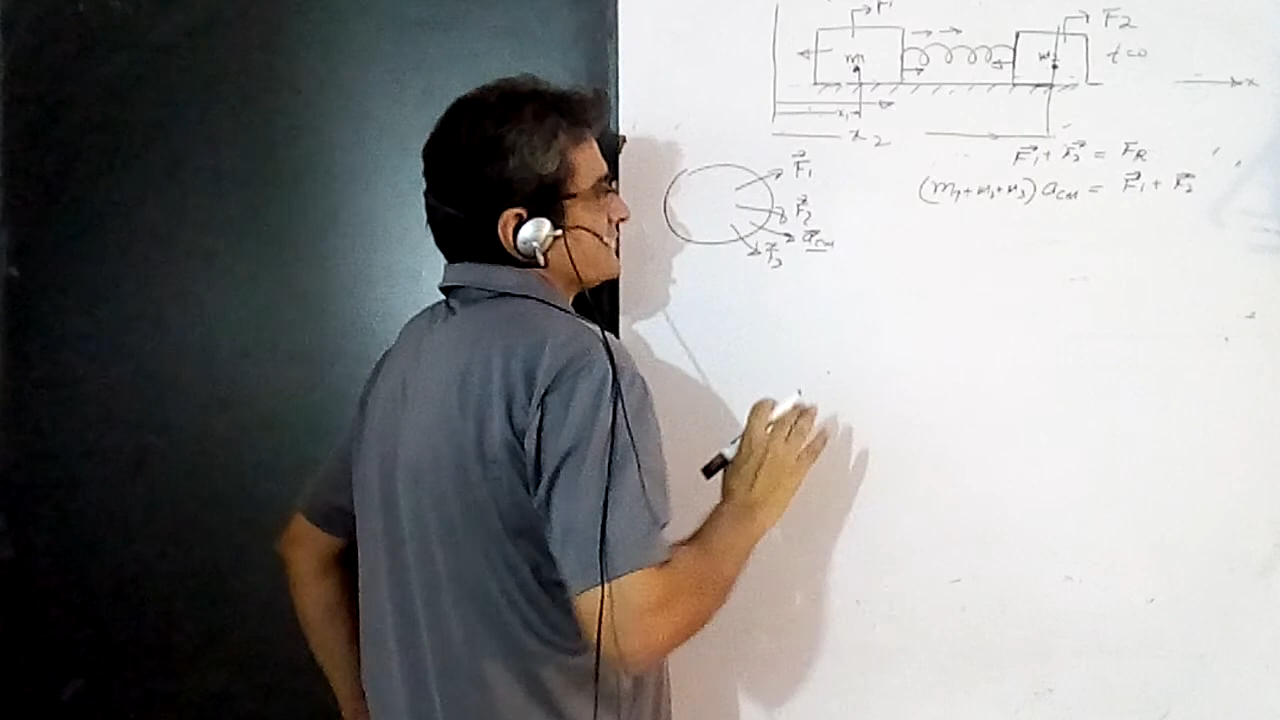 F1
F2
m1
t=0
x
x1
x2
F⃗1 + F⃗2 = FR
(m1+m2+m3) aCM = F⃗1 + F⃗2
F⃗1
F⃗2
a⃗CM
F⃗3